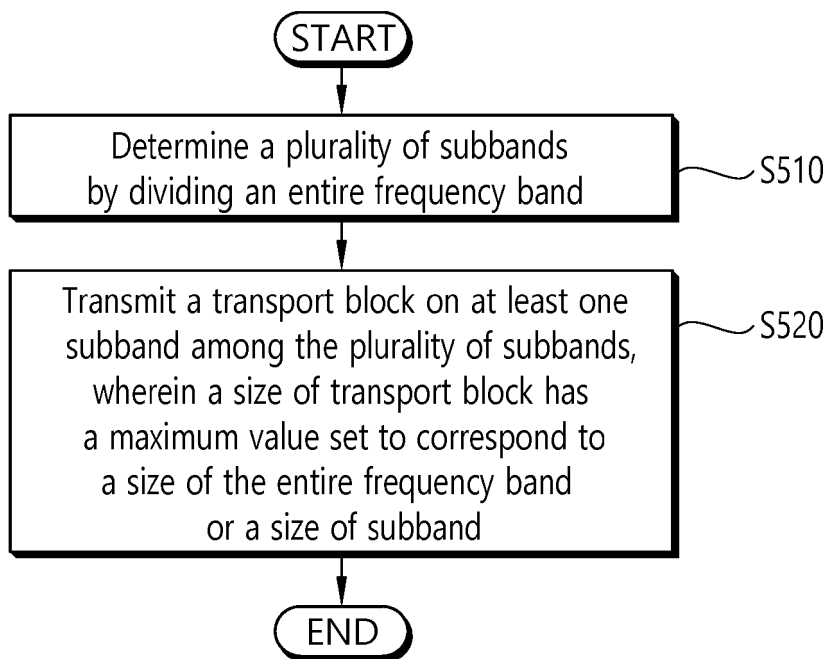 START
Determine a plurality of subbands
by dividing an entire frequency band
S510
Transmit a transport block on at least one
subband among the plurality of subbands,
wherein a size of transport block has
a maximum value set to correspond to
a size of the entire frequency band
or a size of subband
S520
END